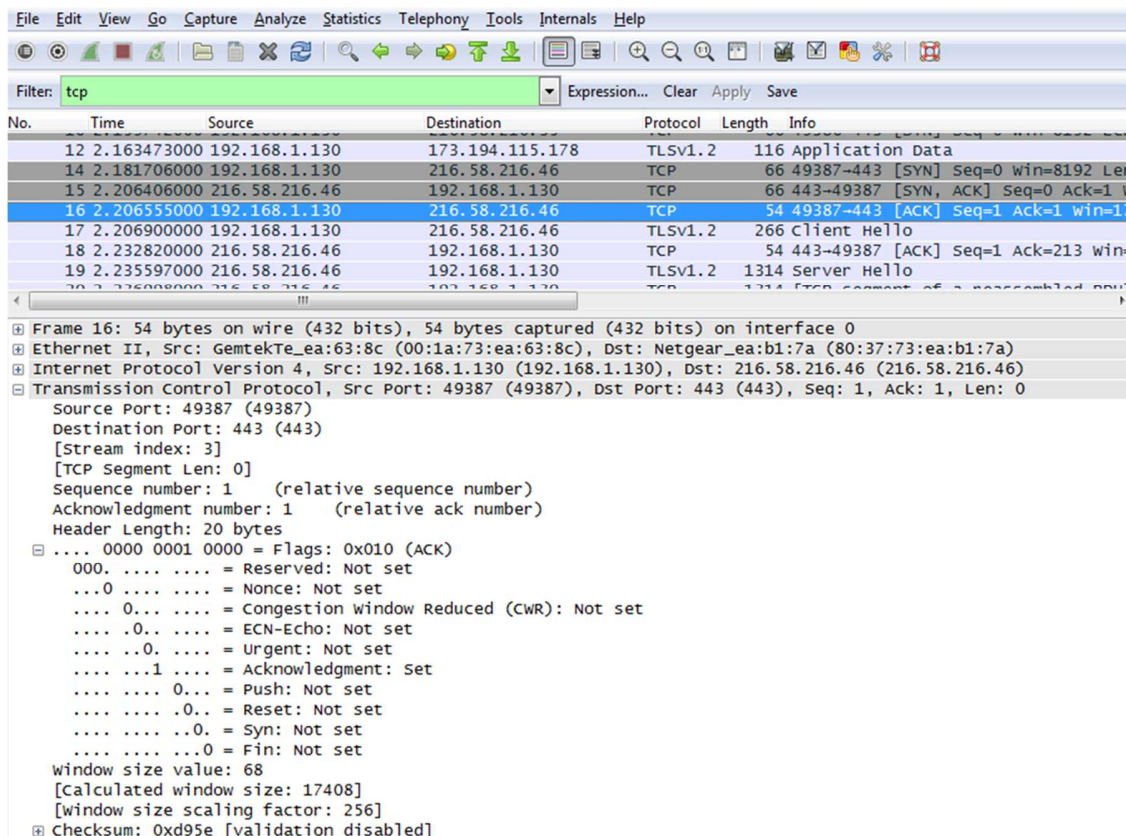 File Edit View Go Capture Analyze Statistics Telephony Tools Internals Help
Filter: tcp Expression... Clear Apply Save
No. Time Source Destination Protocol Length Info
12 2.163473000 192.168.1.130 173.194.115.178 TLSv1.2 116 Application Data
14 2.181706000 192.168.1.130 216.58.216.46 TCP 66 49387→443 [SYN] Seq=0 Win=8192 Len
15 2.206406000 216.58.216.46 192.168.1.130 TCP 66 443→49387 [SYN, ACK] Seq=0 Ack=1 W
16 2.206555000 192.168.1.130 216.58.216.46 TCP 54 49387→443 [ACK] Seq=1 Ack=1 Win=17
17 2.206900000 192.168.1.130 216.58.216.46 TLSv1.2 266 Client Hello
18 2.232820000 216.58.216.46 192.168.1.130 TCP 54 443→49387 [ACK] Seq=1 Ack=213 Win=
19 2.235597000 216.58.216.46 192.168.1.130 TLSv1.2 1314 Server Hello
Frame 16: 54 bytes on wire (432 bits), 54 bytes captured (432 bits) on interface 0
Ethernet II, Src: GemtekTe_ea:63:8c (00:1a:73:ea:63:8c), Dst: Netgear_ea:b1:7a (80:37:73:ea:b1:7a)
Internet Protocol Version 4, Src: 192.168.1.130 (192.168.1.130), Dst: 216.58.216.46 (216.58.216.46)
Transmission Control Protocol, Src Port: 49387 (49387), Dst Port: 443 (443), Seq: 1, Ack: 1, Len: 0
Source Port: 49387 (49387)
Destination Port: 443 (443)
[Stream index: 3]
[TCP Segment Len: 0]
Sequence number: 1 (relative sequence number)
Acknowledgment number: 1 (relative ack number)
Header Length: 20 bytes
.... 0000 0001 0000 = Flags: 0x010 (ACK)
000. .... .... = Reserved: Not set
...0 .... .... = Nonce: Not set
.... 0... .... = Congestion Window Reduced (CWR): Not set
.... .0.. .... = ECN-Echo: Not set
.... ..0. .... = Urgent: Not set
.... ...1 .... = Acknowledgment: Set
.... .... 0... = Push: Not set
.... .... .0.. = Reset: Not set
.... .... ..0. = Syn: Not set
.... .... ...0 = Fin: Not set
Window size value: 68
[Calculated window size: 17408]
[Window size scaling factor: 256]
Checksum: 0xd95e [validation disabled]